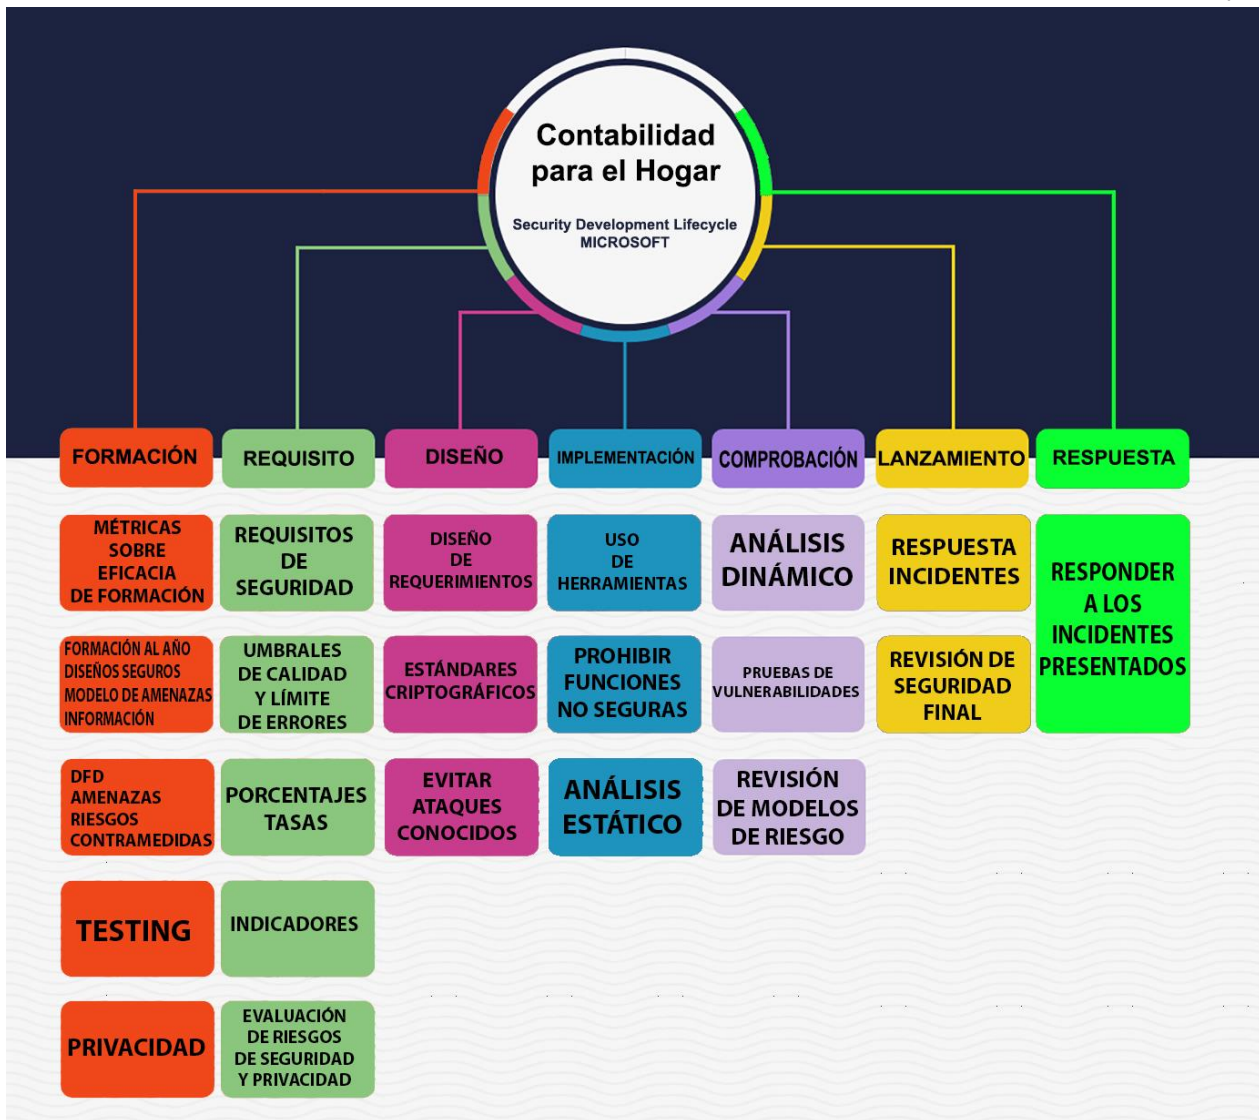 Contabilidad
para el Hogar
Security Development Lifecycle
MICROSOFT
FORMACIÓN
REQUISITO
DISEÑO
IMPLEMENTACIÓN
COMPROBACIÓN
LANZAMIENTO
RESPUESTA
MÉTRICAS
SOBRE
EFICACIA
DE FORMACIÓN
REQUISITOS
DE
SEGURIDAD
DISEÑO
DE
REQUERIMIENTOS
USO
DE
HERRAMIENTAS
ANÁLISIS
DINÁMICO
RESPUESTA
INCIDENTES
RESPONDER
A LOS
INCIDENTES
PRESENTADOS
FORMACIÓN AL AÑO
DISEÑOS SEGUROS
MODELO DE AMENAZAS
INFORMACIÓN
UMBRALES
DE CALIDAD
Y LÍMITE
DE ERRORES
ESTÁNDARES
CRIPTOGRÁFICOS
PROHIBIR
FUNCIONES
NO SEGURAS
PRUEBAS DE
VULNERABILIDADES
REVISIÓN DE
SEGURIDAD
FINAL
DFD
AMENAZAS
RIESGOS
CONTRAMEDIDAS
PORCENTAJES
TASAS
EVITAR
ATAQUES
CONOCIDOS
ANÁLISIS
ESTÁTICO
REVISIÓN
DE MODELOS
DE RIESGO
TESTING
INDICADORES
PRIVACIDAD
EVALUACIÓN
DE RIESGOS
DE SEGURIDAD
Y PRIVACIDAD